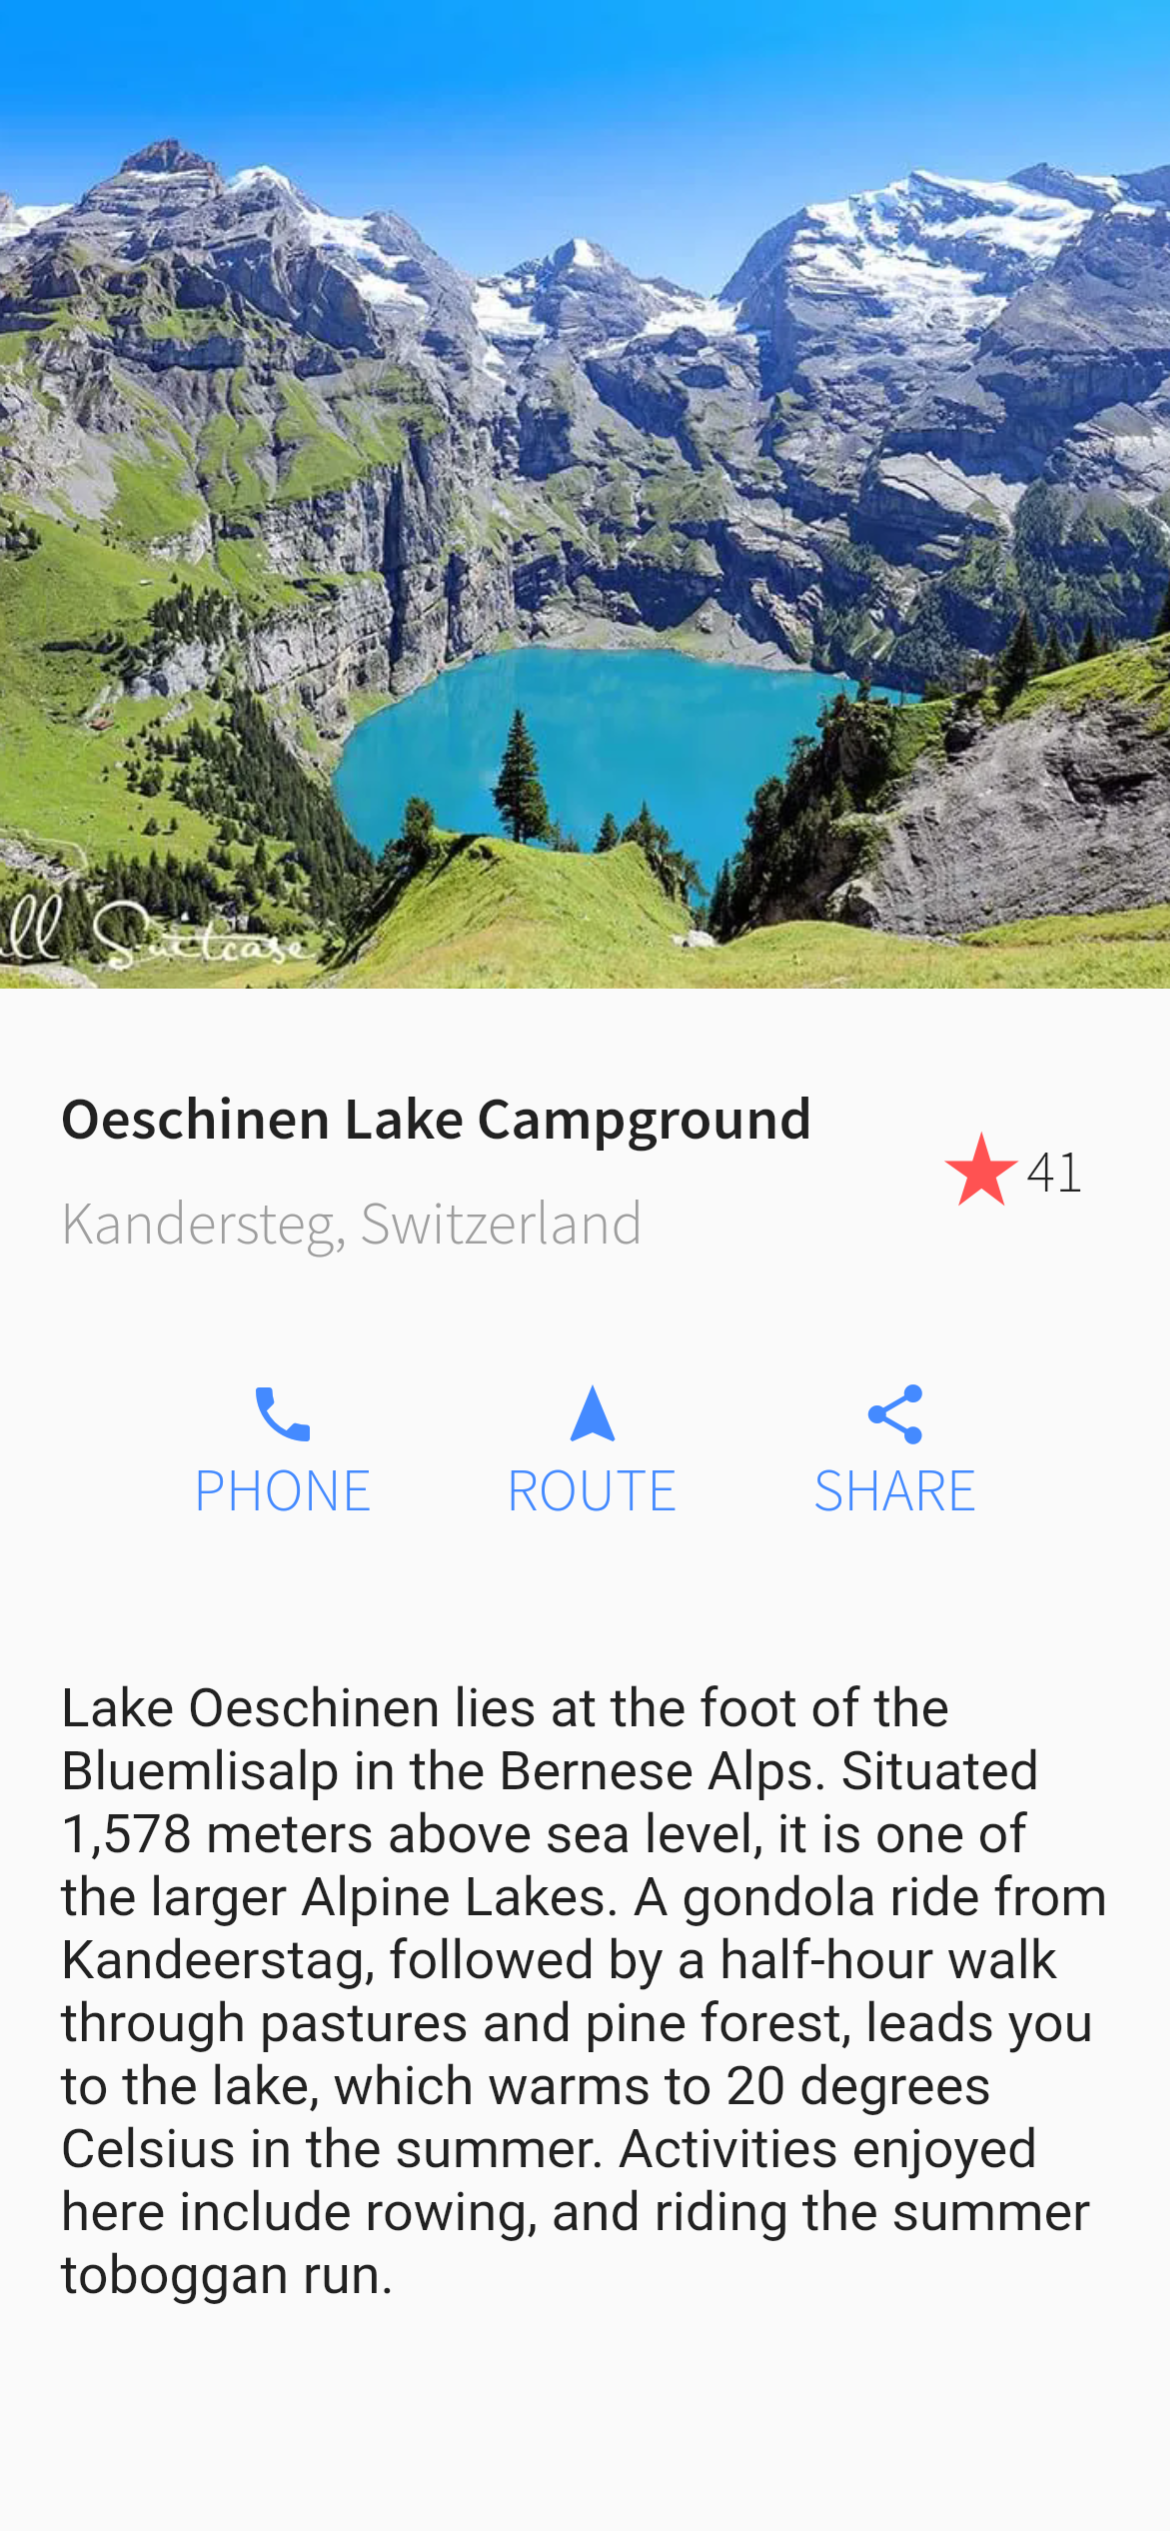 Suitcase
Oeschinen Lake Campground
Kandersteg, Switzerland
41
PHONE ROUTE SHARE
Lake Oeschinen lies at the foot of the
Bluemlisalp in the Bernese Alps. Situated
1,578 meters above sea level, it is one of
the larger Alpine Lakes. A gondola ride from
Kandeerstag, followed by a half-hour walk
through pastures and pine forest, leads you
to the lake, which warms to 20 degrees
Celsius in the summer. Activities enjoyed
here include rowing, and riding the summer
toboggan run.